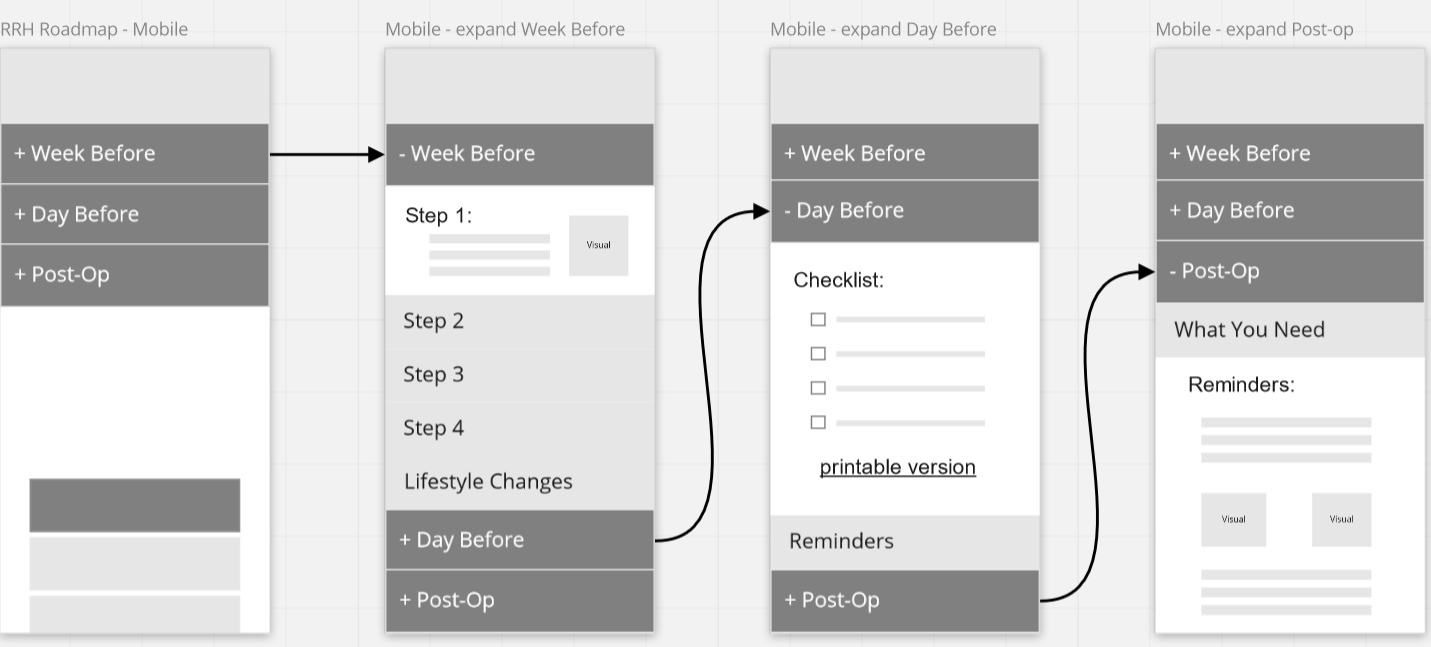 RRH Roadmap - Mobile
+ Week Before
+ Day Before
+ Post-Op
Mobile - expand Week Before
- Week Before
Step 1:
Visual
Step 2
Step 3
Step 4
Lifestyle Changes
+ Day Before
+ Post-Op
Mobile - expand Day Before
+ Week Before
- Day Before
Checklist:
printable version
Reminders
+ Post-Op
Mobile - expand Post-op
+ Week Before
+ Day Before
- Post-Op
What You Need
Reminders:
Visual
Visual